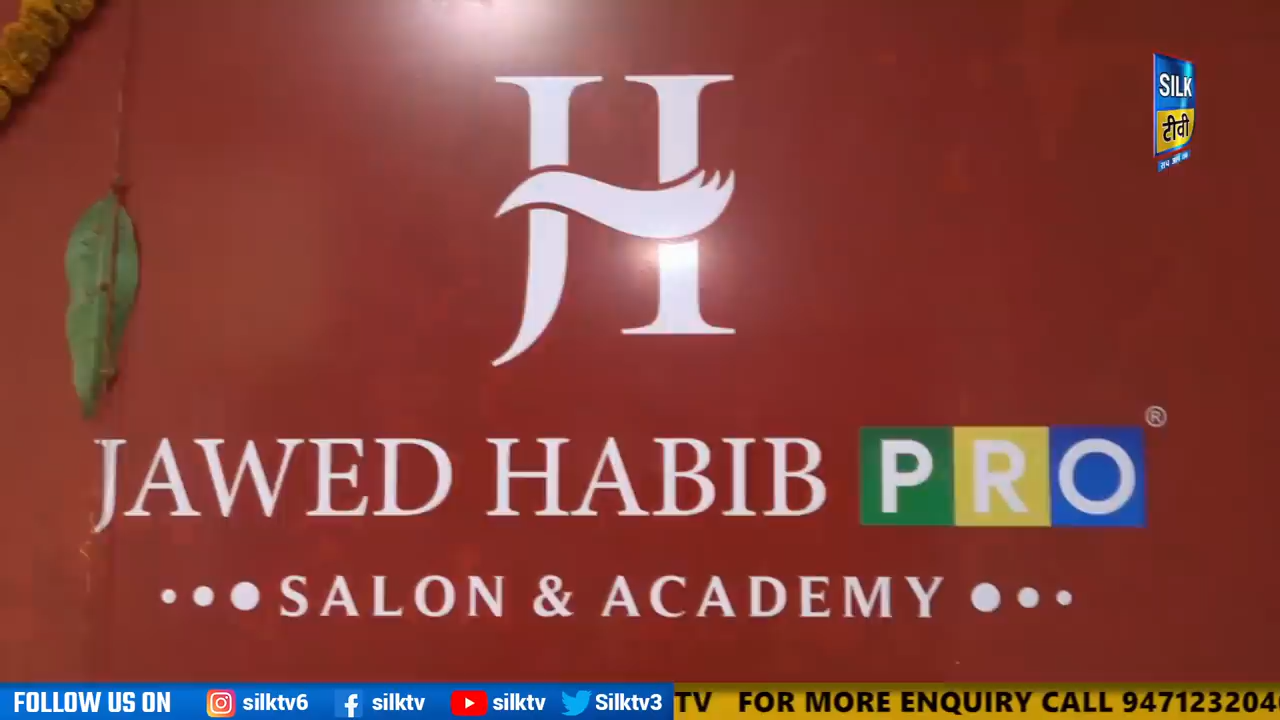 SILK
टीवी
JH
JAWED HABIB PRO ®
SALON & ACADEMY
FOLLOW US ON silktv6 silktv silktv Silktv3 TV FOR MORE ENQUIRY CALL 947123204